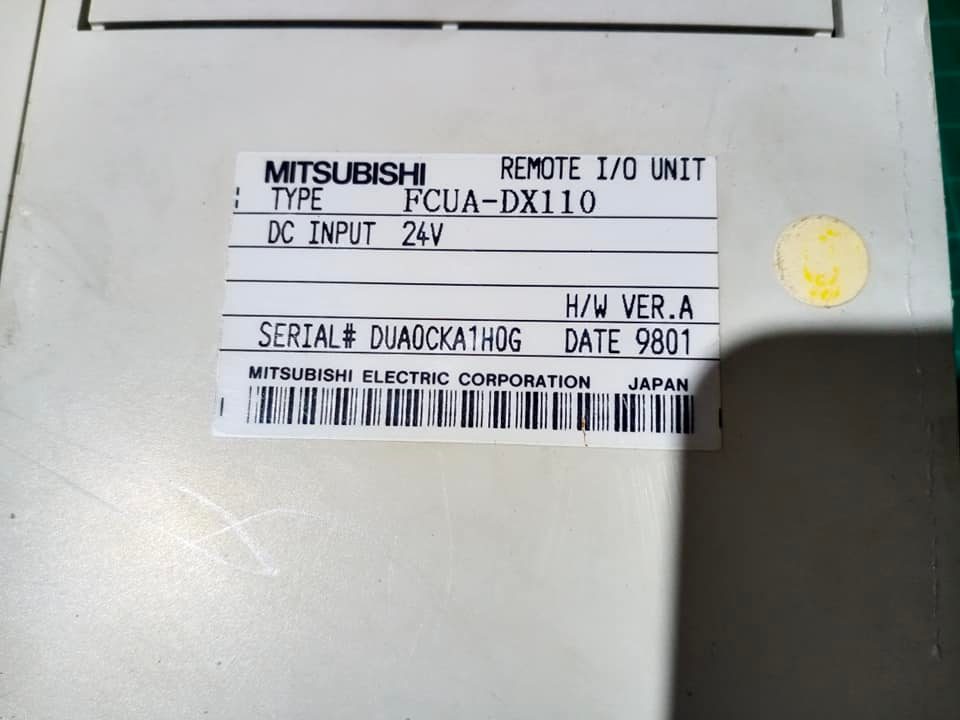 MITSUBISHI REMOTE I/O UNIT
TYPE FCUA-DX110
DC INPUT 24V
H/W VER.A
SERIAL# DUA0CKA1H0G DATE 9801
MITSUBISHI ELECTRIC CORPORATION JAPAN